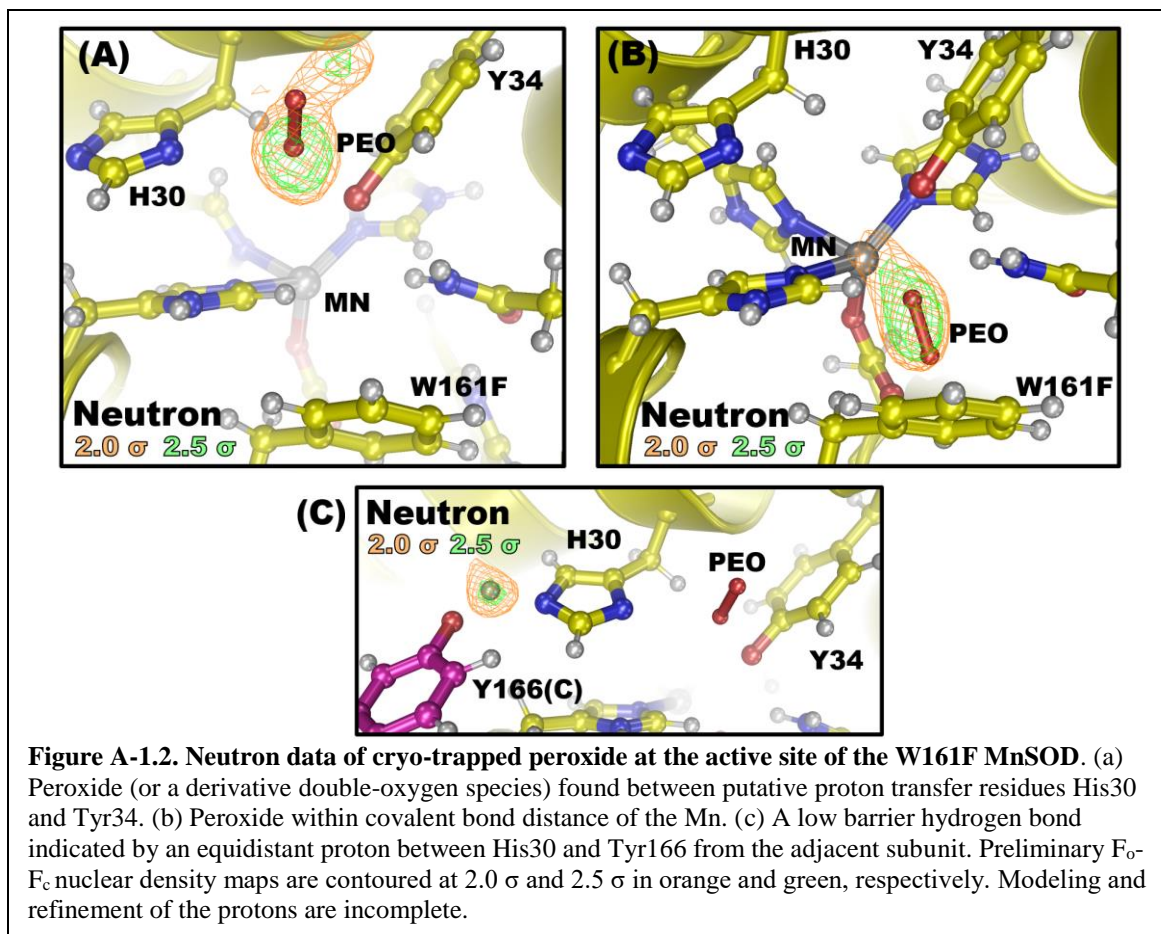 (A)
H30
Y34
PEO
MN
W161F
Neutron
2.0 σ 2.5 σ
(B)
H30
Y34
MN
PEO
W161F
Neutron
2.0 σ 2.5 σ
(C)
Neutron
2.0 σ 2.5 σ
H30
PEO
Y34
Y166(C)
Figure A-1.2. Neutron data of cryo-trapped peroxide at the active site of the W161F MnSOD. (a)
Peroxide (or a derivative double-oxygen species) found between putative proton transfer residues His30
and Tyr34. (b) Peroxide within covalent bond distance of the Mn. (c) A low barrier hydrogen bond
indicated by an equidistant proton between His30 and Tyr166 from the adjacent subunit. Preliminary Fo-
Fc nuclear density maps are contoured at 2.0 σ and 2.5 σ in orange and green, respectively. Modeling and
refinement of the protons are incomplete.